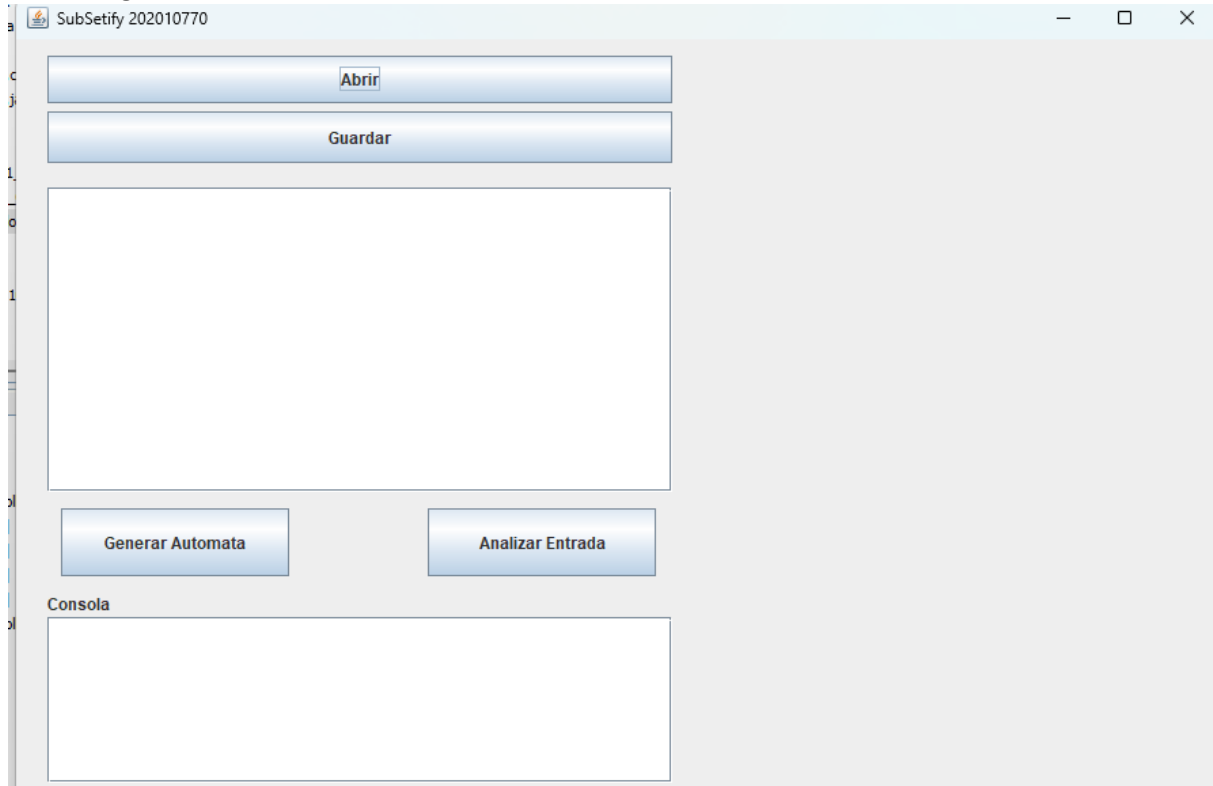 SubSetify 202010770
Abrir
Guardar
Generar Automata
Analizar Entrada
Consola